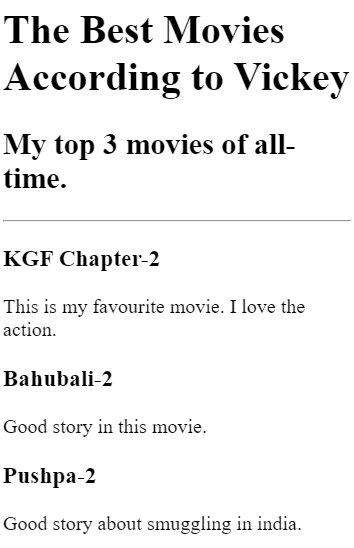 The Best Movies
According to Vickey
My top 3 movies of all-
time.
KGF Chapter-2
This is my favourite movie. I love the
action.
Bahubali-2
Good story in this movie.
Pushpa-2
Good story about smuggling in india.